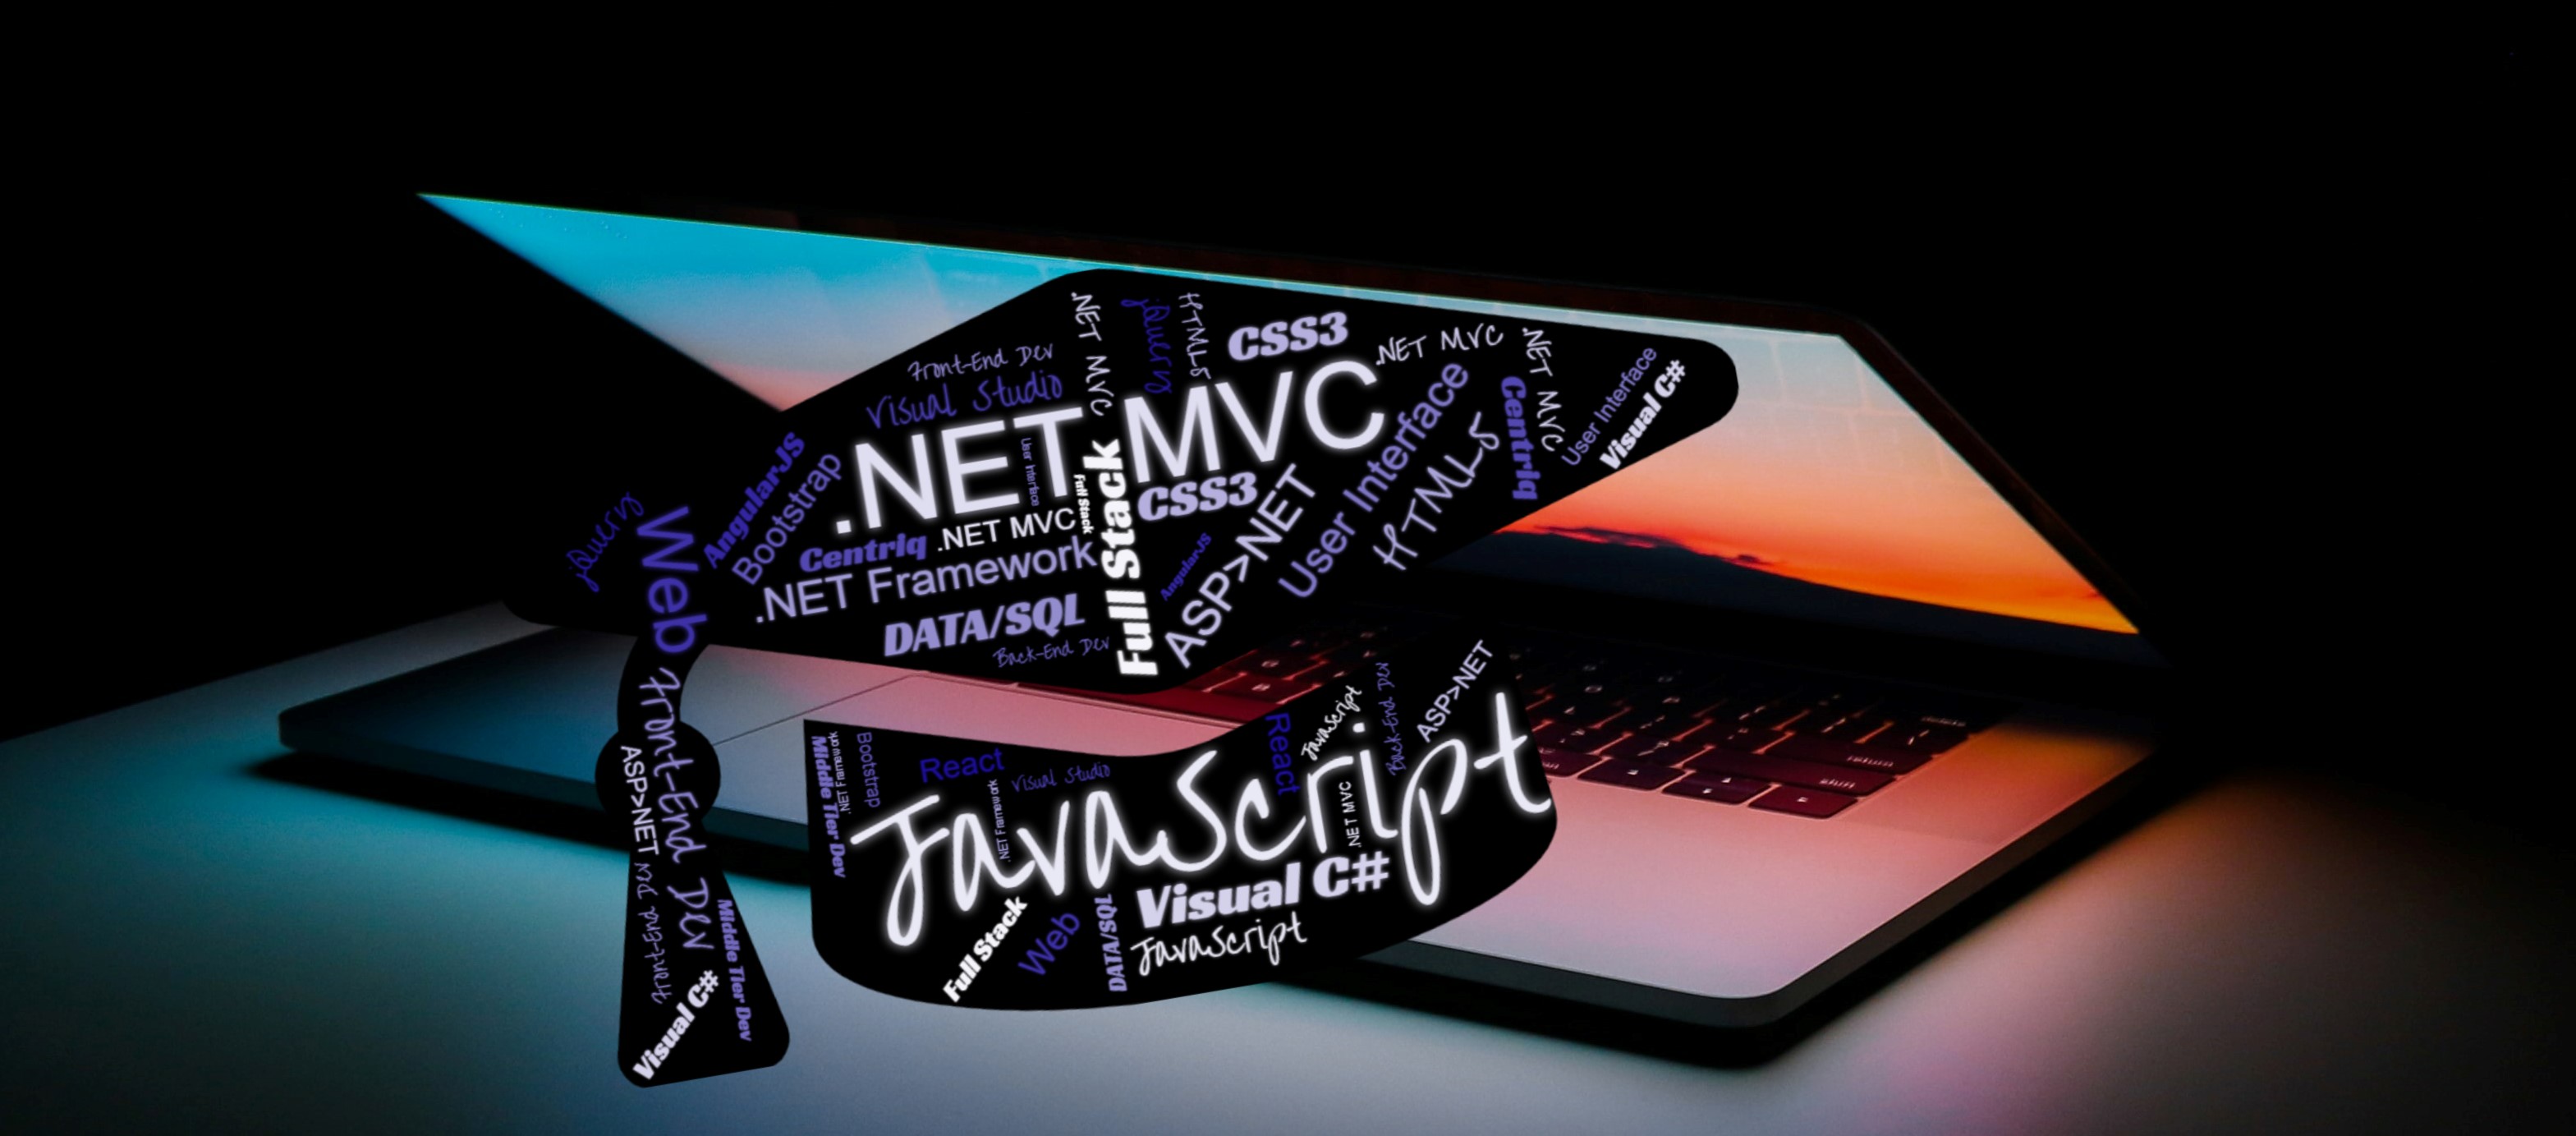 .NET MVC
jQuery
HTML5
CSS3
.NET MVC
.NET MVC
User Interface
Visual C#
Front-End Dev
Visual Studio
.NET MVC
User Interface
Centriq
AngularJS
Bootstrap
User Interface
Full Stack
Full Stack
CSS3
HTML5
jQuery
Web
Centriq
.NET MVC
.NET Framework
AngularJS
ASP>NET
DATA/SQL
Back-End Dev
Front-End Dev
ASP>NET
Front-End Dev
Middle Tier Dev
Visual C#
Middle Tier Dev
.NET Framework
Bootstrap
React
Visual Studio
.NET Framework
React
JavaScript
Back-End Dev
ASP>NET
JavaScript
.NET MVC
Visual C#
Full Stack
Web
DATA/SQL
JavaScript